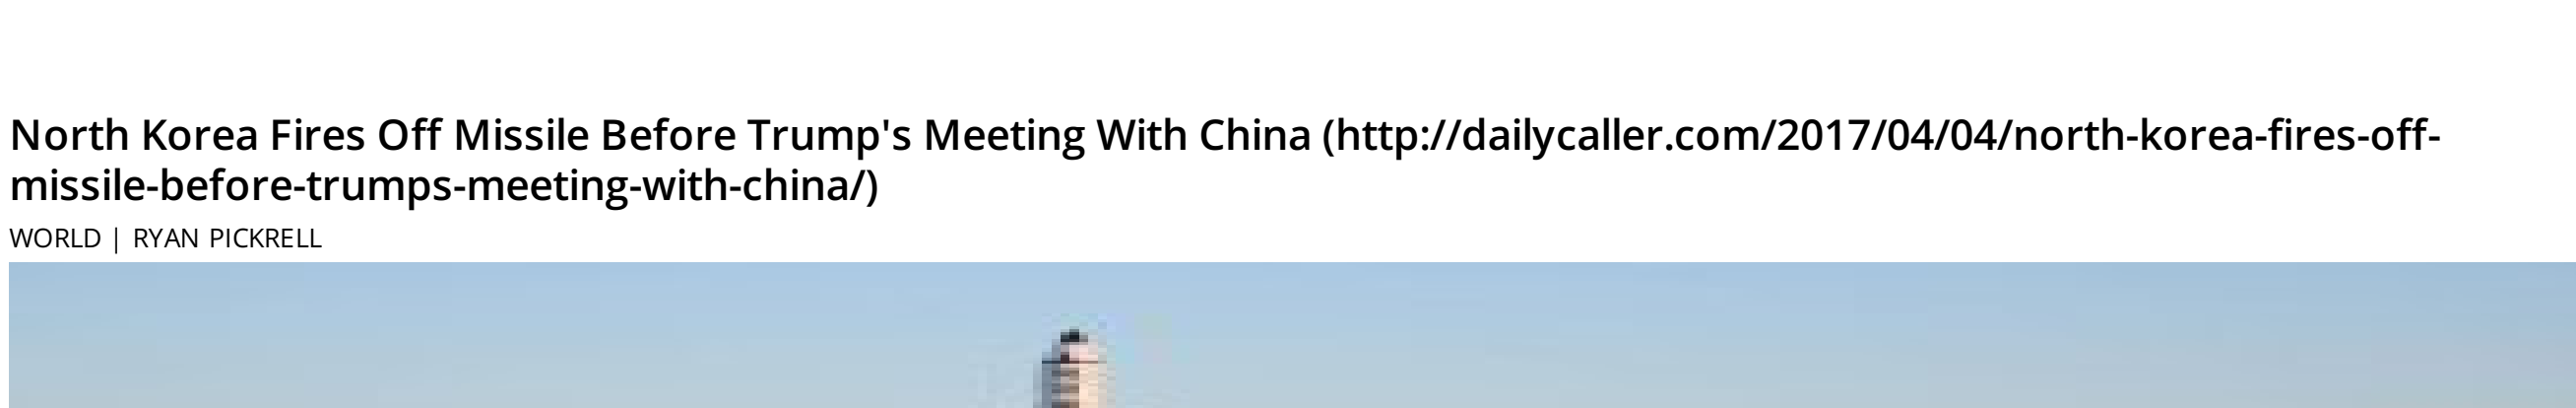 North Korea Fires Off Missile Before Trump's Meeting With China (http://dailycaller.com/2017/04/04/north-korea-fires-off-
missile-before-trumps-meeting-with-china/)
WORLD | RYAN PICKRELL